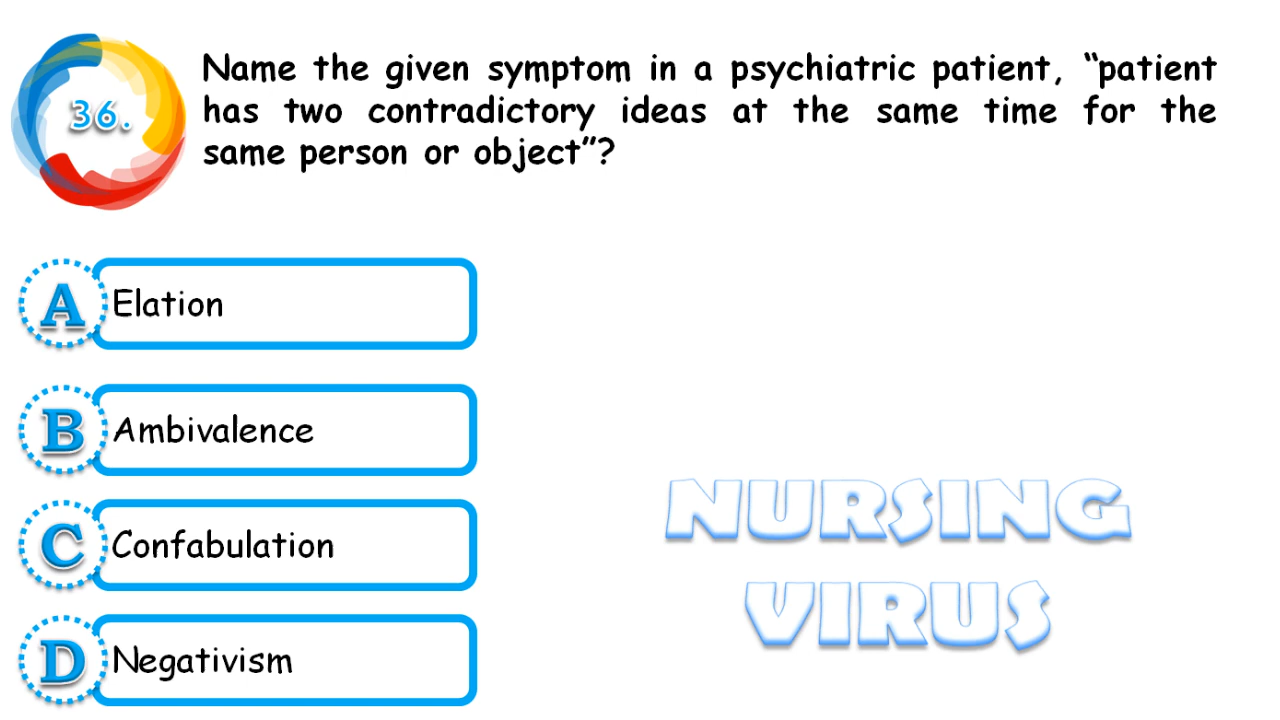 36.
Name the given symptom in a psychiatric patient, “patient
has two contradictory ideas at the same time for the
same person or object”?
A Elation
B Ambivalence
C Confabulation
D Negativism
NURSING
VIRUS